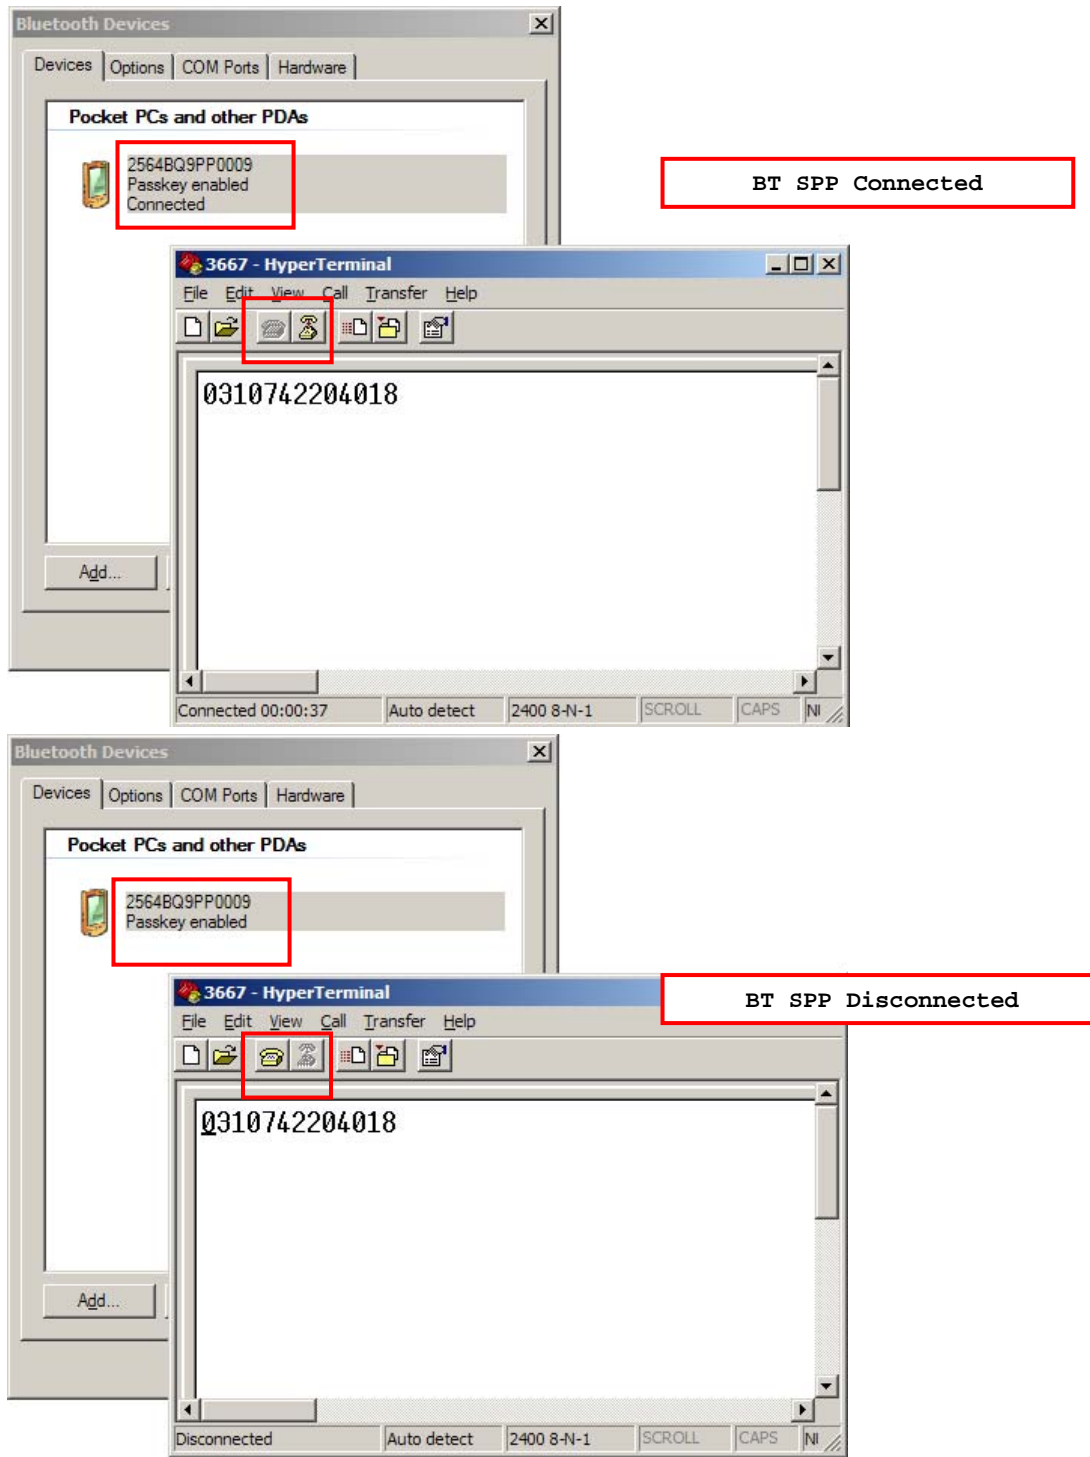 Bluetooth Devices
Devices Options COM Ports Hardware
Pocket PCs and other PDAs
2564BQ9PP0009
Passkey enabled
Connected
BT SPP Connected
3667 - HyperTerminal
File Edit View Call Transfer Help
0310742204018
Add...
Connected 00:00:37 Auto detect 2400 8-N-1 SCROLL CAPS
Bluetooth Devices
Devices Options COM Ports Hardware
Pocket PCs and other PDAs
2564BQ9PP0009
Passkey enabled
3667 - HyperTerminal
BT SPP Disconnected
File Edit View Call Transfer Help
0310742204018
Add...
Disconnected Auto detect 2400 8-N-1 SCROLL CAPS